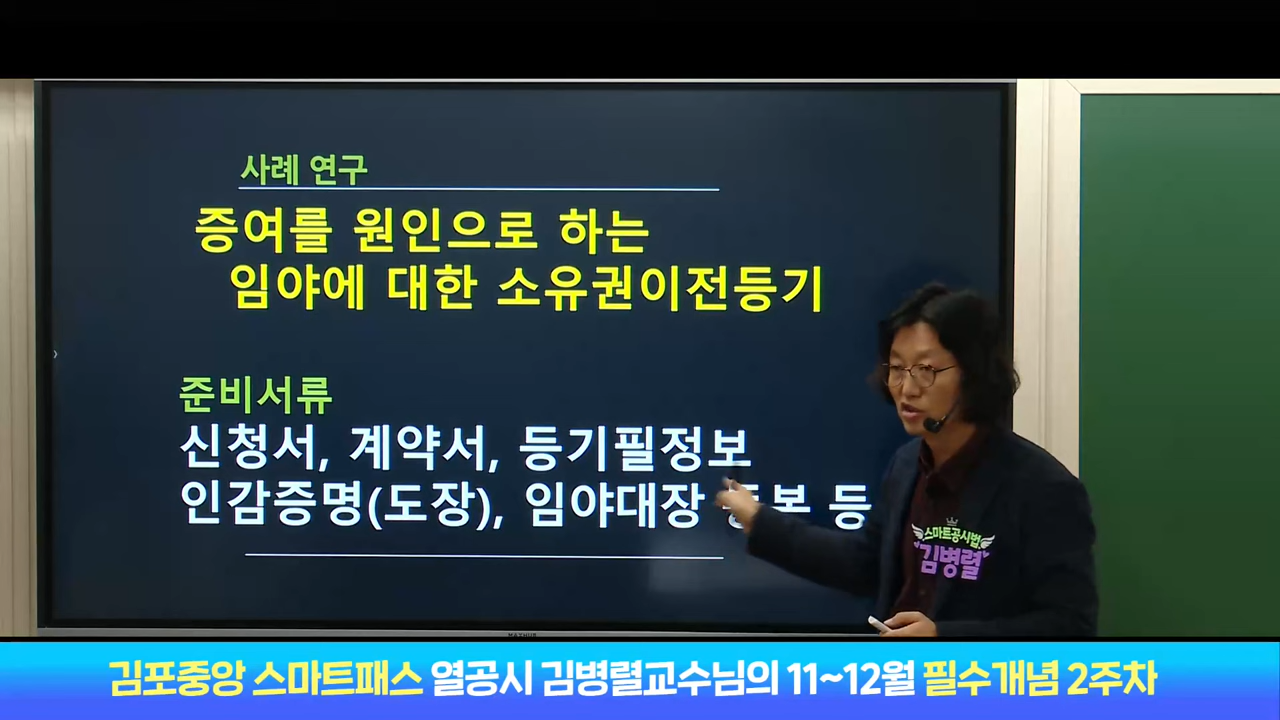 사례 연구
증여를 원인으로 하는
임야에 대한 소유권이전등기
준비서류
신청서, 계약서, 등기필정보
인감증명(도장), 임야대장 등본 등
스마트공시법
김병렬
김포중앙 스마트패스 열공시 김병렬교수님의 11~12월 필수개념 2주차